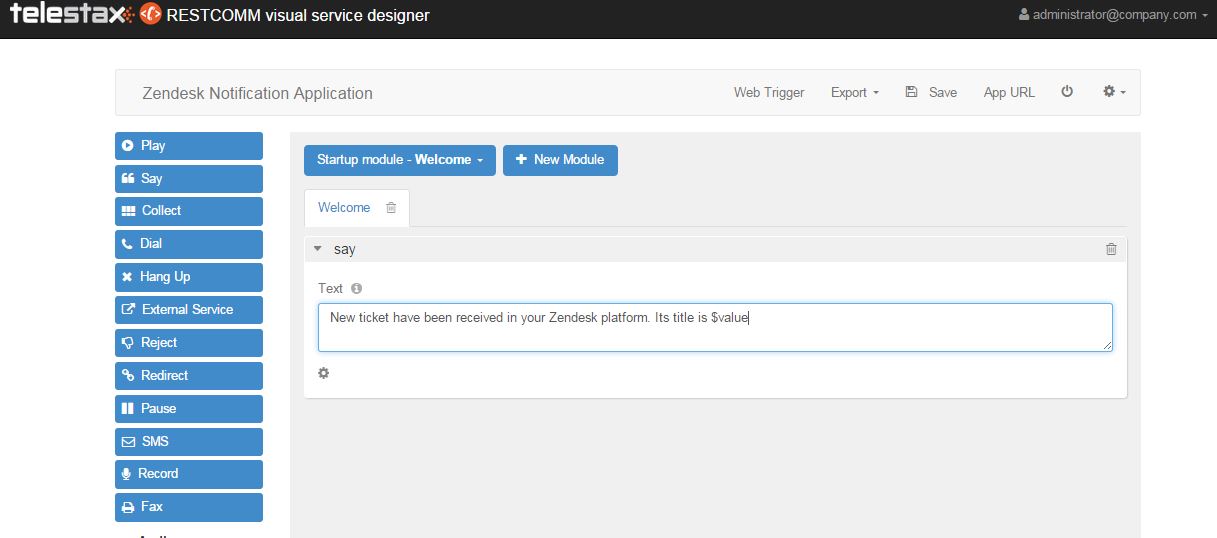 telestax RESTCOMM visual service designer
administrator@company.com
Zendesk Notification Application
Web Trigger
Export
Save
App URL
Play
Say
Collect
Dial
Hang Up
External Service
Reject
Redirect
Pause
SMS
Record
Fax
Startup module - Welcome
New Module
Welcome
say
Text
New ticket have been received in your Zendesk platform. Its title is $value